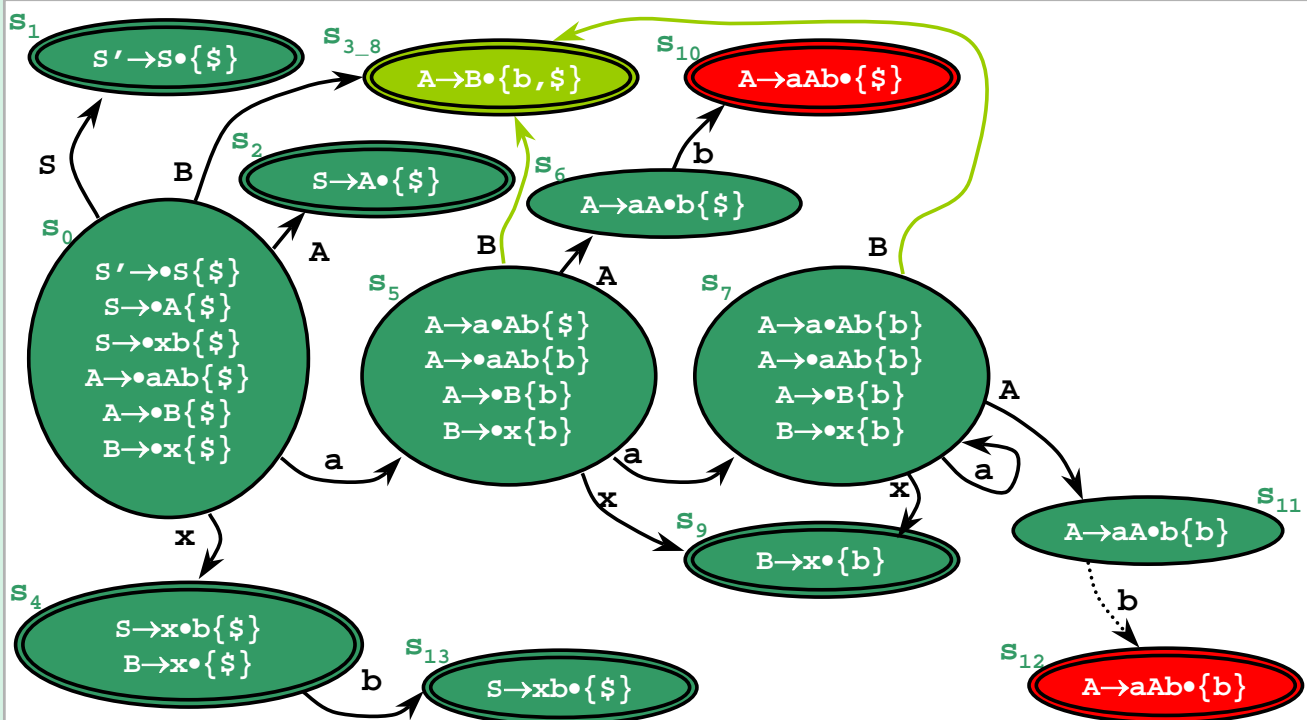 S1
S'→S•{$}
S3_8
A→B•{b,$}
S10
A→aAb•{$}
S
B
S2
S→A•{$}
S6
A→aA•b{$}
b
S0
S'→•S{$}
S→•A{$}
S→•xb{$}
A→•aAb{$}
A→•B{$}
B→•x{$}
A
a
x
S5
A→a•Ab{$}
A→•aAb{b}
A→•B{b}
B→•x{b}
B
A
a
x
S7
A→a•Ab{b}
A→•aAb{b}
A→•B{b}
B→•x{b}
B
A
a
x
S9
B→x•{b}
S11
A→aA•b{b}
b
S4
S→x•b{$}
B→x•{$}
b
S13
S→xb•{$}
S12
A→aAb•{b}